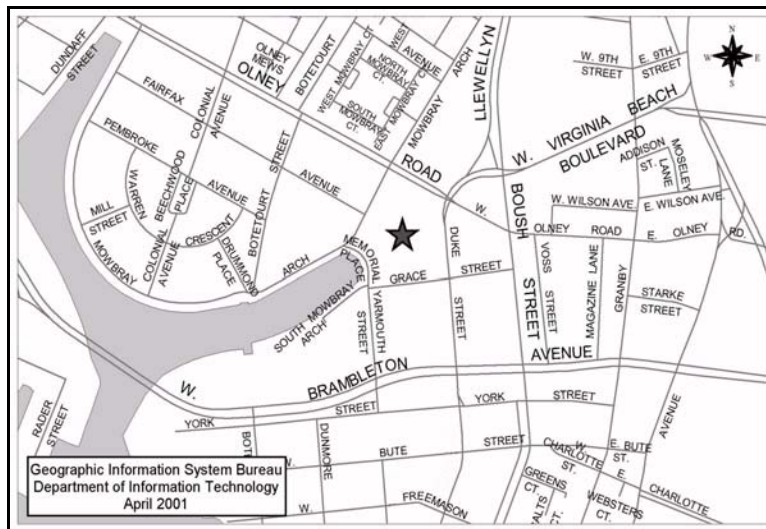 DUNDAFF
STREET
OLNEY
MEWS
BOTETOURT
WEST
MOWBRAY CT.
AVENUE
NORTH
MOWBRAY
CT.
WEST
SOUTH
MOWBRAY
CT.
EAST
MOWBRAY CT.
MOWBRAY
ARCH
LLEWELLYN
W. 9TH
STREET
E. 9TH
STREET
N
W
E
S
OLNEY
ROAD
FAIRFAX
AVENUE
COLONIAL
AVENUE
W. VIRGINIA BEACH
BOULEVARD
ADDISON
ST.
MOSELEY
LANE
PEMBROKE
AVENUE
BEECHWOOD
PLACE
BOTETOURT
STREET
WARREN
CRESCENT
MILL
STREET
MOWBRAY
ARCH
COLONIAL
AVENUE
DRUMMOND
PLACE
MEMORIAL
PLACE
W.
OLNEY
ROAD
E.
OLNEY
RD.
W. WILSON AVE.
E. WILSON AVE.
BOUSH
STREET
DUKE
STREET
GRACE
STREET
VOSS
STREET
MAGAZINE LANE
GRANBY
STARKE
STREET
SOUTH MOWBRAY
ARCH
YARMOUTH
STREET
W.
BRAMBLETON
AVENUE
AVENUE
YORK
STREET
YORK
STREET
RADER
STREET
DUNMORE
W.
BUTE
STREET
W.
CHARLOTTE
ST.
E. BUTE
ST.
E.
CHARLOTTE
GREENS
CT.
WEBSTERS
CT.
CT.
W.
FREEMASON
Geographic Information System Bureau
Department of Information Technology
April 2001